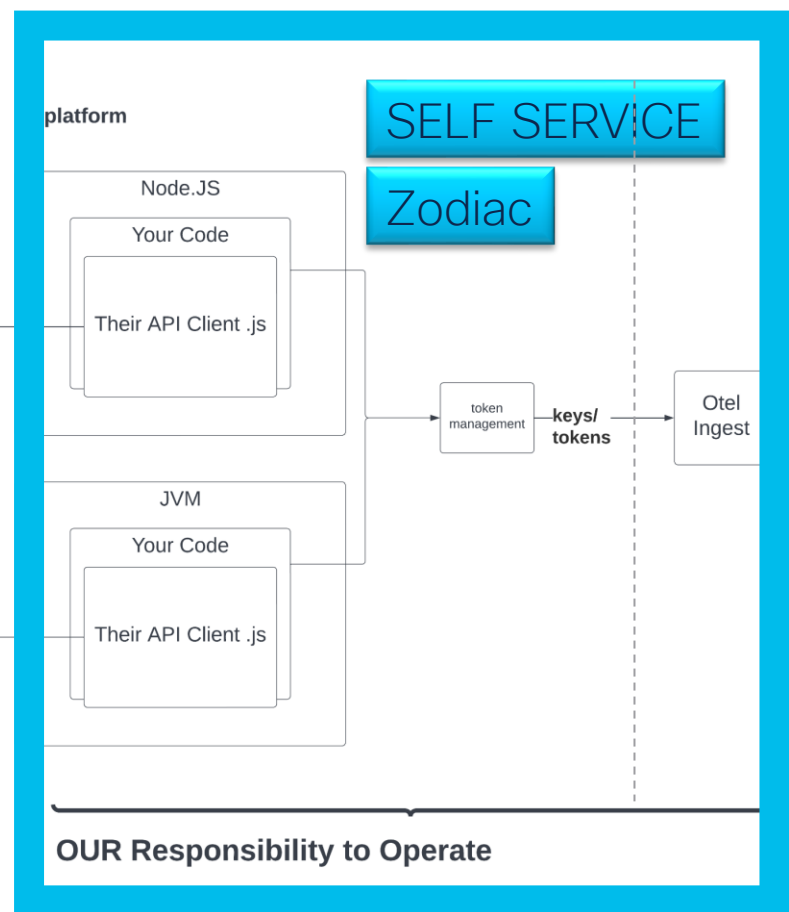 platform
SELF SERVICE
Zodiac
Node.JS
Your Code
Their API Client .js
token
management
keys/
tokens
Otel
Ingest
JVM
Your Code
Their API Client .js
OUR Responsibility to Operate